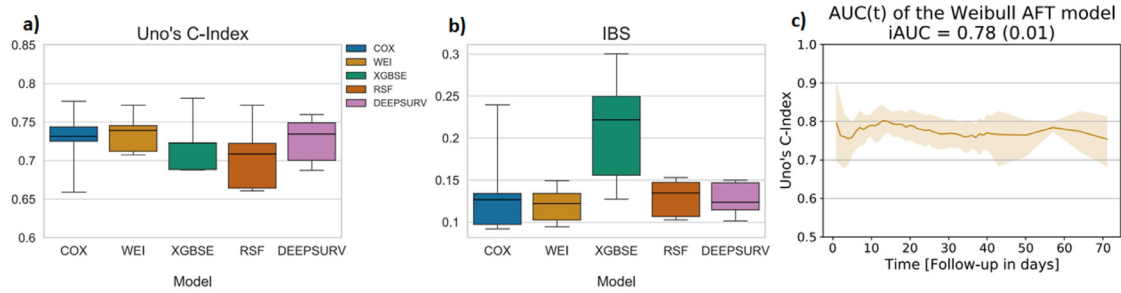 a)
Uno's C-Index
0.85
0.8
0.75
0.7
0.65
0.6
COX
WEI
XGBSE
RSF
DEEPSURV
Model
COX
WEI
XGBSE
RSF
DEEPSURV
b)
IBS
0.3
0.25
0.2
0.15
0.1
COX
WEI
XGBSE
RSF
DEEPSURV
Model
c)
AUC(t) of the Weibull AFT model
iAUC = 0.78 (0.01)
Uno's C-Index
1.0
0.9
0.8
0.7
0.6
0.5
0
10
20
30
40
50
60
70
Time [Follow-up in days]